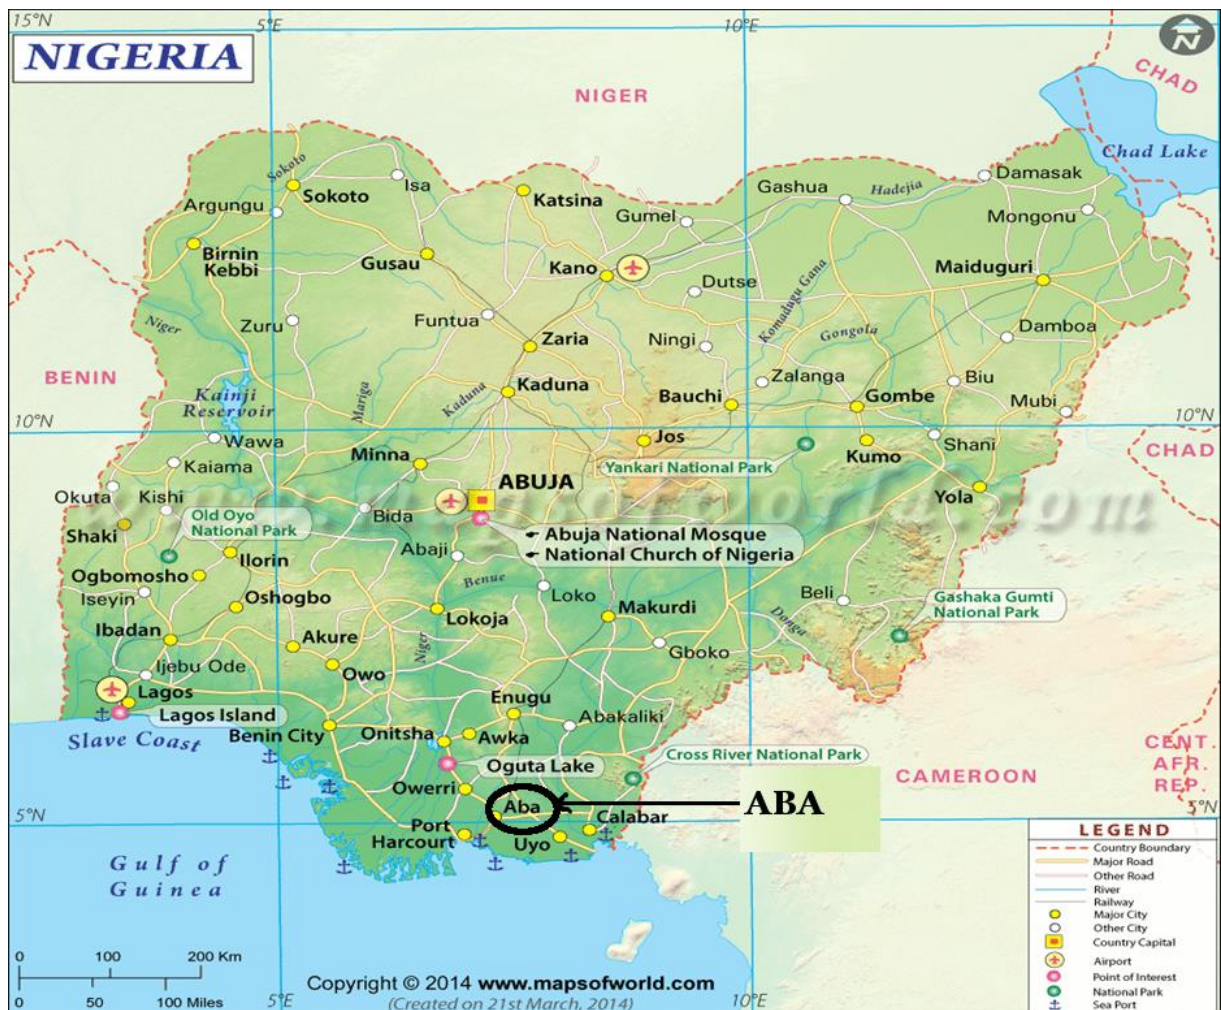 15°N
5°E
10°E
NIGERIA
N
NIGER
CHAD
Chad Lake
Sokoto
Sokoto
Isa
Katsina
Gashua
Hadejia
Damasak
Argungu
Gumel
Mongonu
Birnin
Kebbi
Gusau
Kano
Dutse
Komadugu Gana
Maiduguri
Niger
Zuru
Funtua
Zaria
Ningi
Gongola
Damboa
BENIN
Kainji
Reservoir
Mariga
Kaduna
Kaduna
Bauchi
Zalanga
Gombe
Biu
Mubi
10°N
10°N
Wawa
Minna
Jos
Yankari National Park
Kumo
Shani
CHAD
Kaiama
Okuta
Kishi
ABUJA
Yola
Shaki
Old Oyo
National Park
Bida
Abuja National Mosque
National Church of Nigeria
Ilorin
Abaji
Ogbomosho
Iseyin
Oshogbo
Benue
Loko
Makurdi
Beli
Gashaka Gumti
National Park
Ibadan
Akure
Lokoja
Niger
Donga
Gboko
Ijebu Ode
Owo
Lagos
Lagos Island
Enugu
Abakaliki
Slave Coast
Benin City
Onitsha
Awka
Oguta Lake
Cross River National Park
CAMEROON
CENT.
AFR.
REP.
Owerri
Aba
ABA
Calabar
5°N
5°N
Port
Harcourt
Uyo
Gulf of
Guinea
LEGEND
Country Boundary
Major Road
Other Road
River
Railway
Major City
Other City
Country Capital
Airport
Point of Interest
National Park
Sea Port
0 100 200 Km
0 50 100 Miles
5°E
10°E
Copyright © 2014 www.mapsofworld.com
(Created on 21st March, 2014)